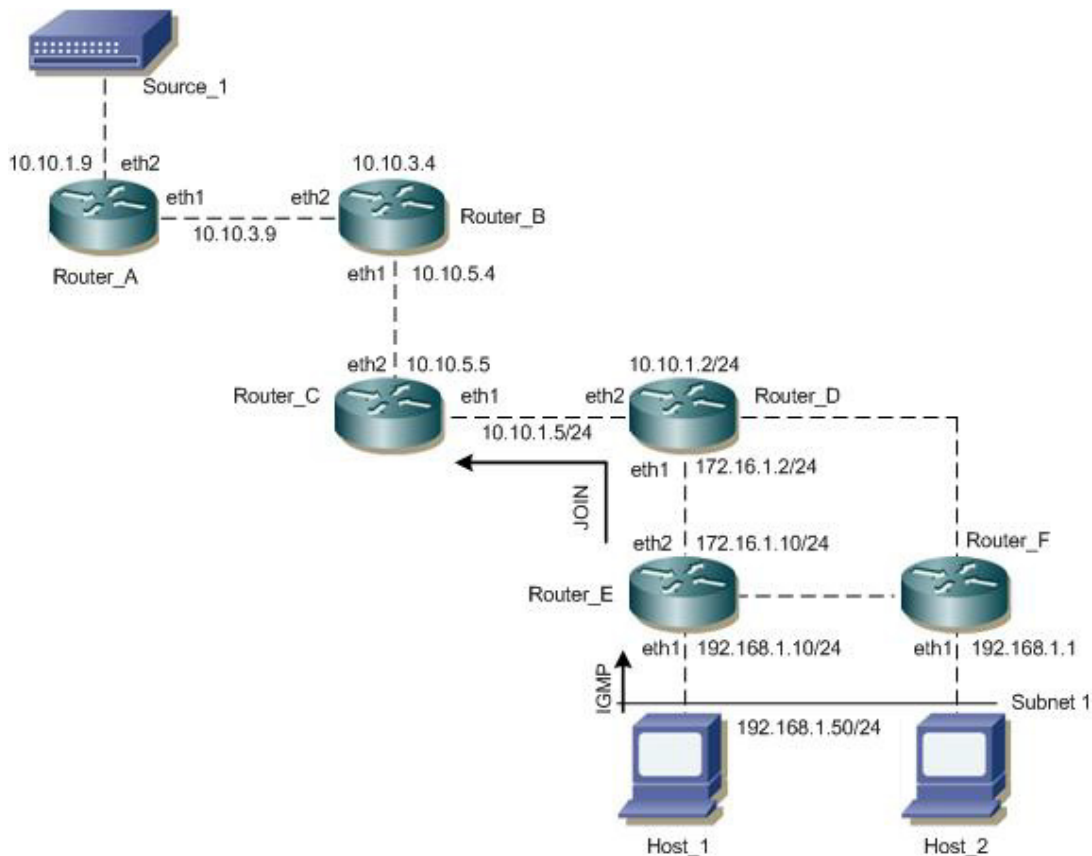 Source_1
10.10.1.9
eth2
10.10.3.4
eth1
eth2
Router_B
10.10.3.9
Router_A
eth1
10.10.5.4
eth2
10.10.5.5
10.10.1.2/24
Router_C
eth1
eth2
Router_D
10.10.1.5/24
eth1
172.16.1.2/24
JOIN
eth2
172.16.1.10/24
Router_F
Router_E
eth1
192.168.1.10/24
eth1
192.168.1.1
IGMP
Subnet 1
192.168.1.50/24
Host_1
Host_2